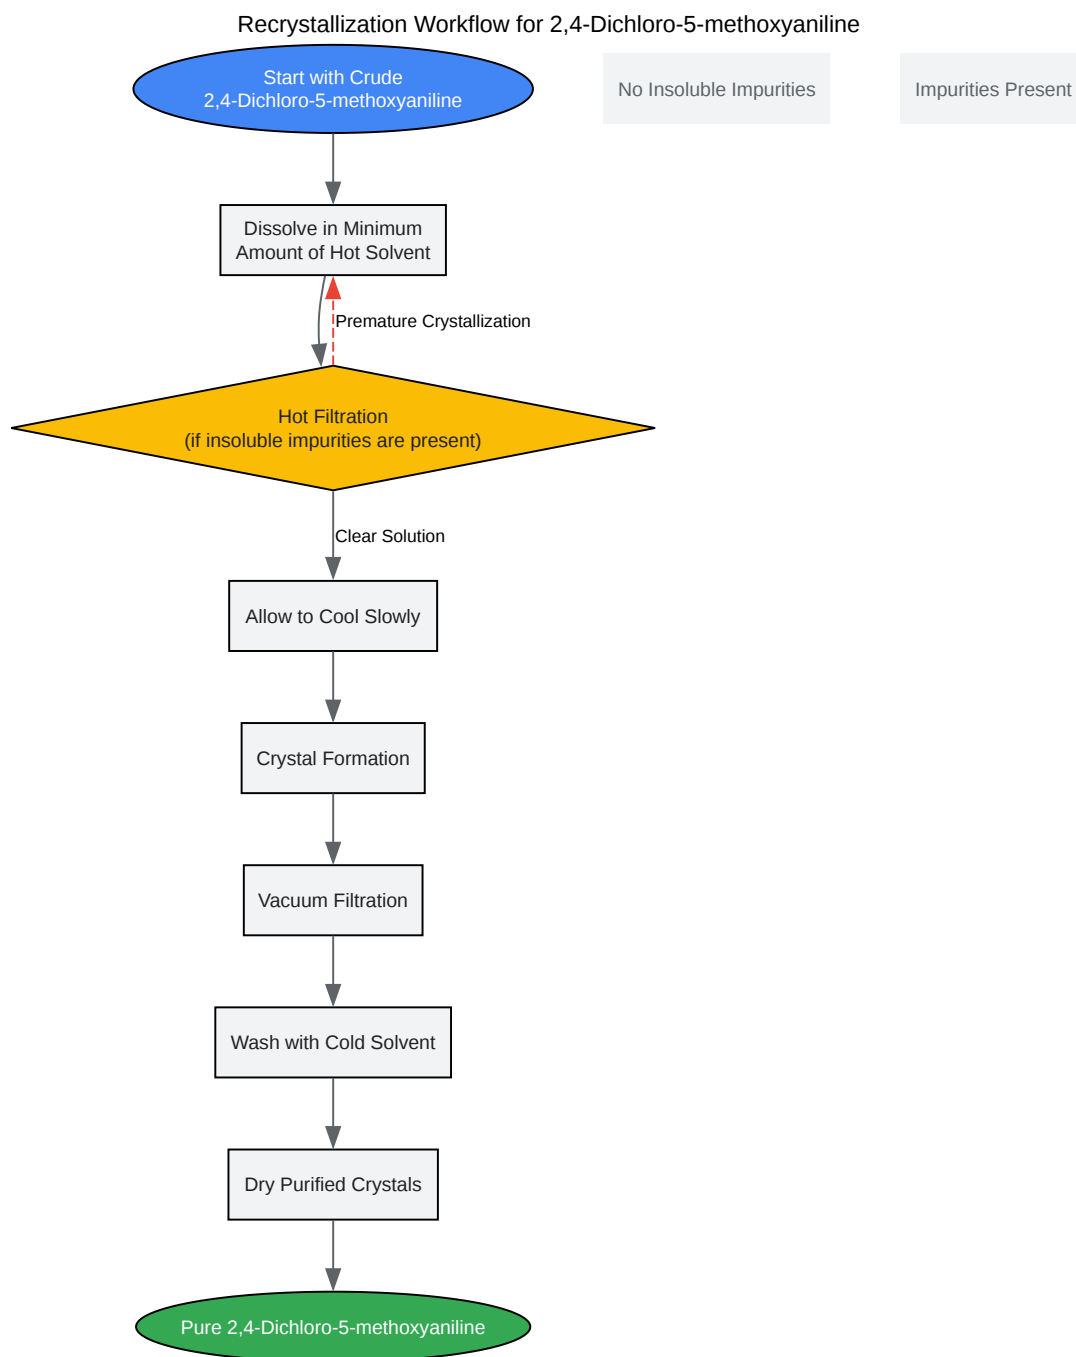 Recrystallization Workflow for 2,4-Dichloro-5-methoxyaniline
Start with Crude
2,4-Dichloro-5-methoxyaniline
No Insoluble Impurities
Impurities Present
Dissolve in Minimum
Amount of Hot Solvent
Premature Crystallization
Hot Filtration
(if insoluble impurities are present)
Clear Solution
Allow to Cool Slowly
Crystal Formation
Vacuum Filtration
Wash with Cold Solvent
Dry Purified Crystals
Pure 2,4-Dichloro-5-methoxyaniline